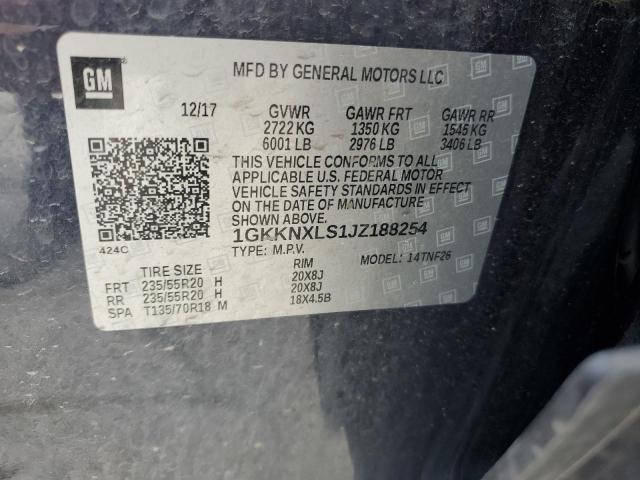 GM
MFD BY GENERAL MOTORS LLC
12/17 GVWR GAWR FRT GAWR RR
2722 KG 1350 KG 1545 KG
6001 LB 2976 LB 3406 LB
THIS VEHICLE CONFORMS TO ALL
APPLICABLE U.S. FEDERAL MOTOR
VEHICLE SAFETY STANDARDS IN EFFECT
ON THE DATE OF MANUFACTURE
SHOWN ABOVE.
424C 1GKKNXLS1JZ188254
TYPE: M.P.V. MODEL: 14TNF26
TIRE SIZE RIM
FRT 235/55R20 H 20X8J
RR 235/55R20 H 20X8J
SPA T135/70R18 M 18X4.5B